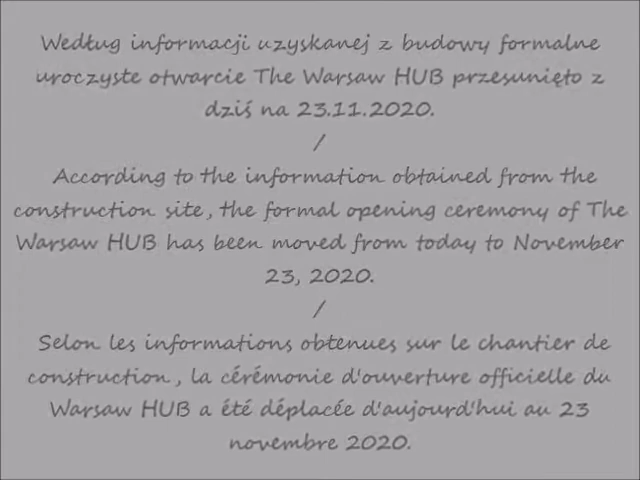 Według informacji uzyskanej z budowy formalne
uroczyste otwarcie The Warsaw HUB przesunięto z
dziś na 23.11.2020.
/
According to the information obtained from the
construction site, the formal opening ceremony of The
Warsaw HUB has been moved from today to November
23, 2020.
/
Selon les informations obtenues sur le chantier de
construction, la cérémonie d'ouverture officielle du
Warsaw HUB a été déplacée d'aujourd'hui au 23
novembre 2020.